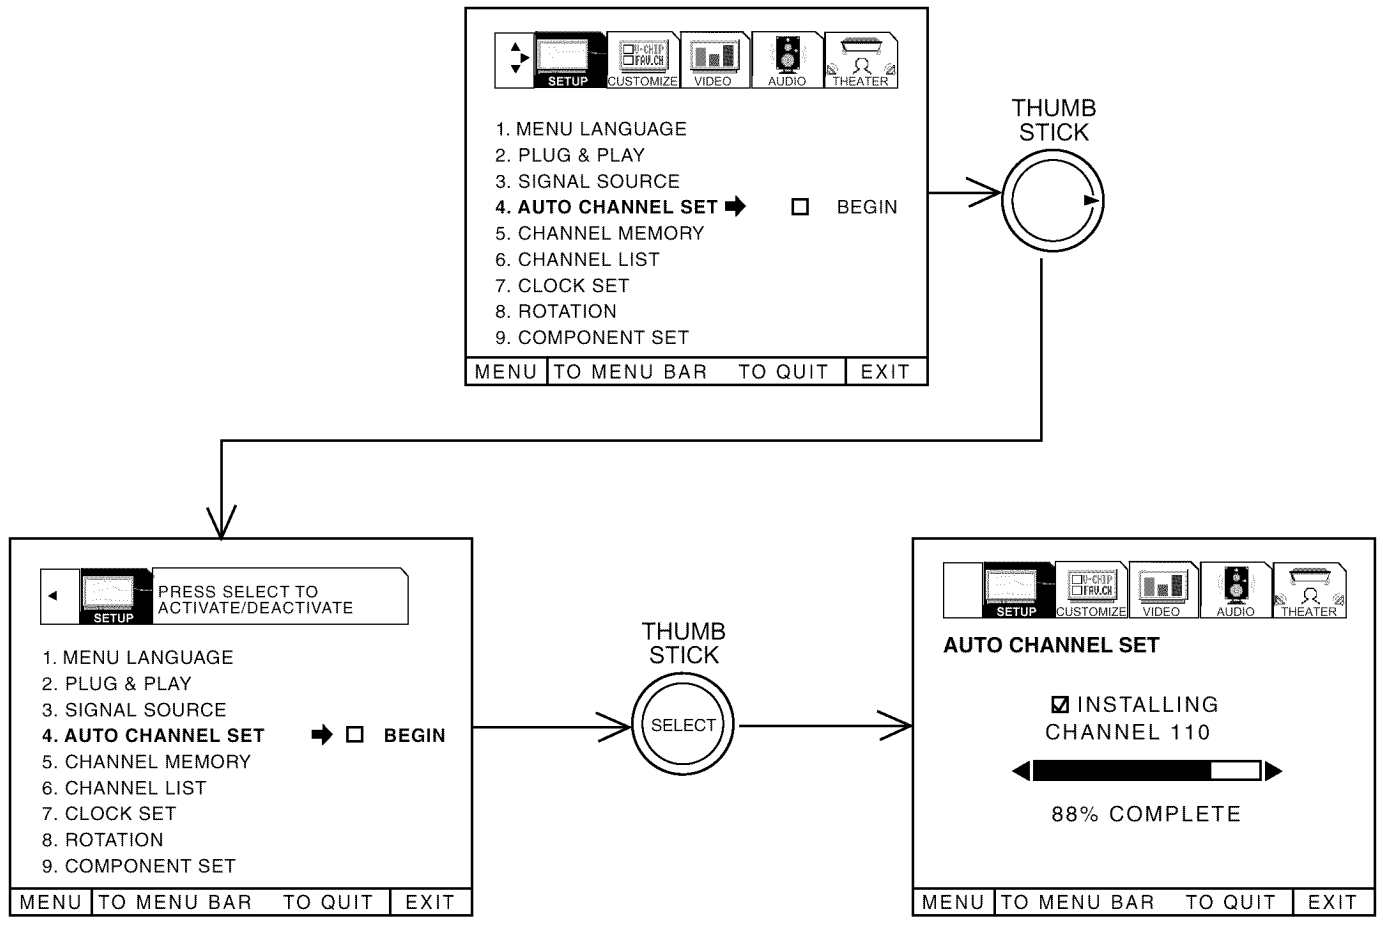 V-CHIP
FAV.CH
SETUP CUSTOMIZE VIDEO AUDIO THEATER
1. MENU LANGUAGE
2. PLUG & PLAY
3. SIGNAL SOURCE
4. AUTO CHANNEL SET BEGIN
5. CHANNEL MEMORY
6. CHANNEL LIST
7. CLOCK SET
8. ROTATION
9. COMPONENT SET
MENU TO MENU BAR TO QUIT EXIT
THUMB
STICK
PRESS SELECT TO
ACTIVATE/DEACTIVATE
SETUP
1. MENU LANGUAGE
2. PLUG & PLAY
3. SIGNAL SOURCE
4. AUTO CHANNEL SET BEGIN
5. CHANNEL MEMORY
6. CHANNEL LIST
7. CLOCK SET
8. ROTATION
9. COMPONENT SET
MENU TO MENU BAR TO QUIT EXIT
THUMB
STICK
SELECT
V-CHIP
FAV.CH
SETUP CUSTOMIZE VIDEO AUDIO THEATER
AUTO CHANNEL SET
INSTALLING
CHANNEL 110
88% COMPLETE
MENU TO MENU BAR TO QUIT EXIT